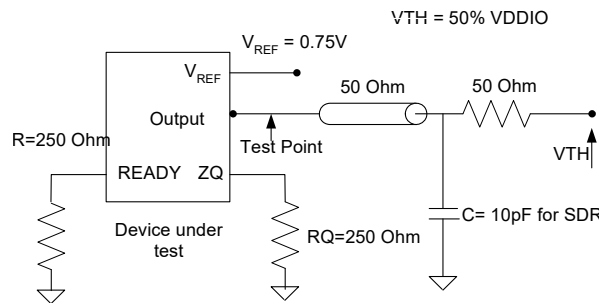 VTH = 50% VDDIO
VREF = 0.75V
VREF
50 Ohm
50 Ohm
Output
R=250 Ohm
Test Point
VTH
READY
ZQ
Device under
test
RQ=250 Ohm
C= 10pF for SDR